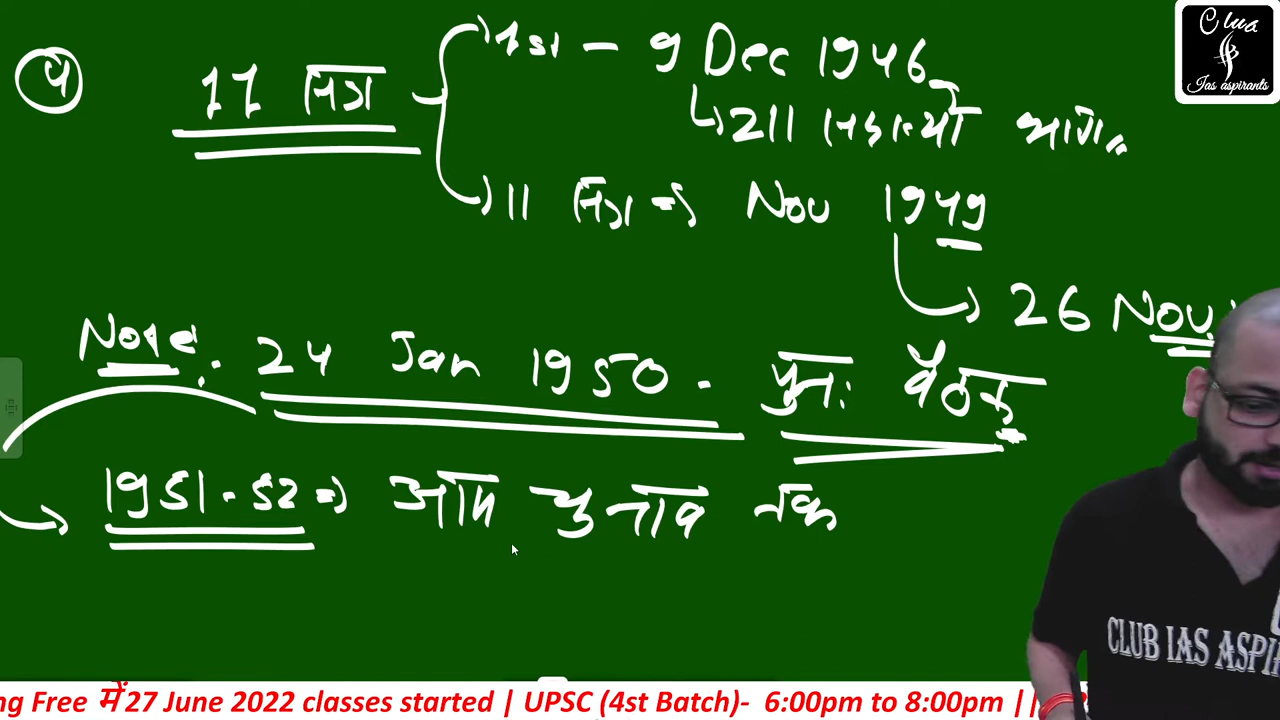 ④ 11 सत्र
1st - 9 Dec 1946
211 सदस्यों भाग
11 सत्र ⇒ Nov 1949
26 Nov
Note: 24 Jan 1950 - पुनः बैठक
1951-52 ⇒ आम चुनाव तक
Club
Ias aspirants
CLUB IAS ASPI
ng Free में 27 June 2022 classes started | UPSC (4st Batch)- 6:00pm to 8:00pm ||